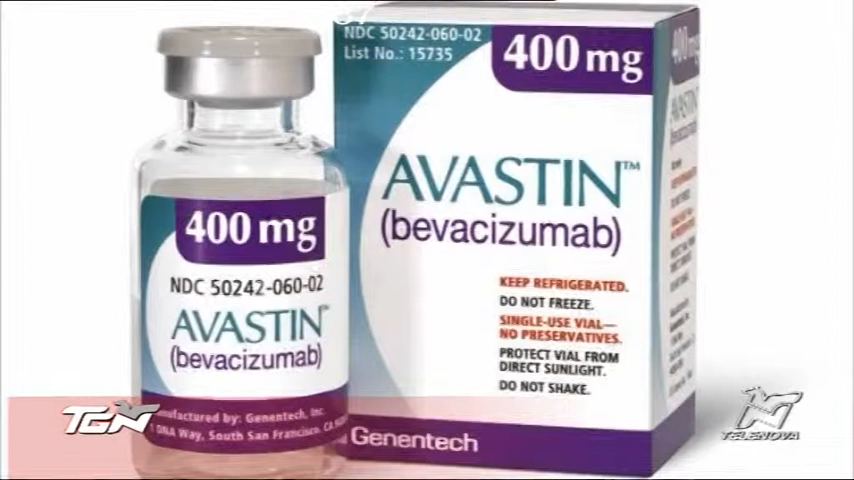 NDC 50242-060-02
List No.: 15735
400 mg
AVASTIN™
(bevacizumab)
KEEP REFRIGERATED.
DO NOT FREEZE.
SINGLE-USE VIAL—
NO PRESERVATIVES.
PROTECT VIAL FROM
DIRECT SUNLIGHT.
DO NOT SHAKE.
Genentech
400 mg
NDC 50242-060-02
AVASTIN™
(bevacizumab)
manufactured by: Genentech, Inc.
1 DNA Way, South San Francisco, CA
400 mg
TGN
TELENOVA